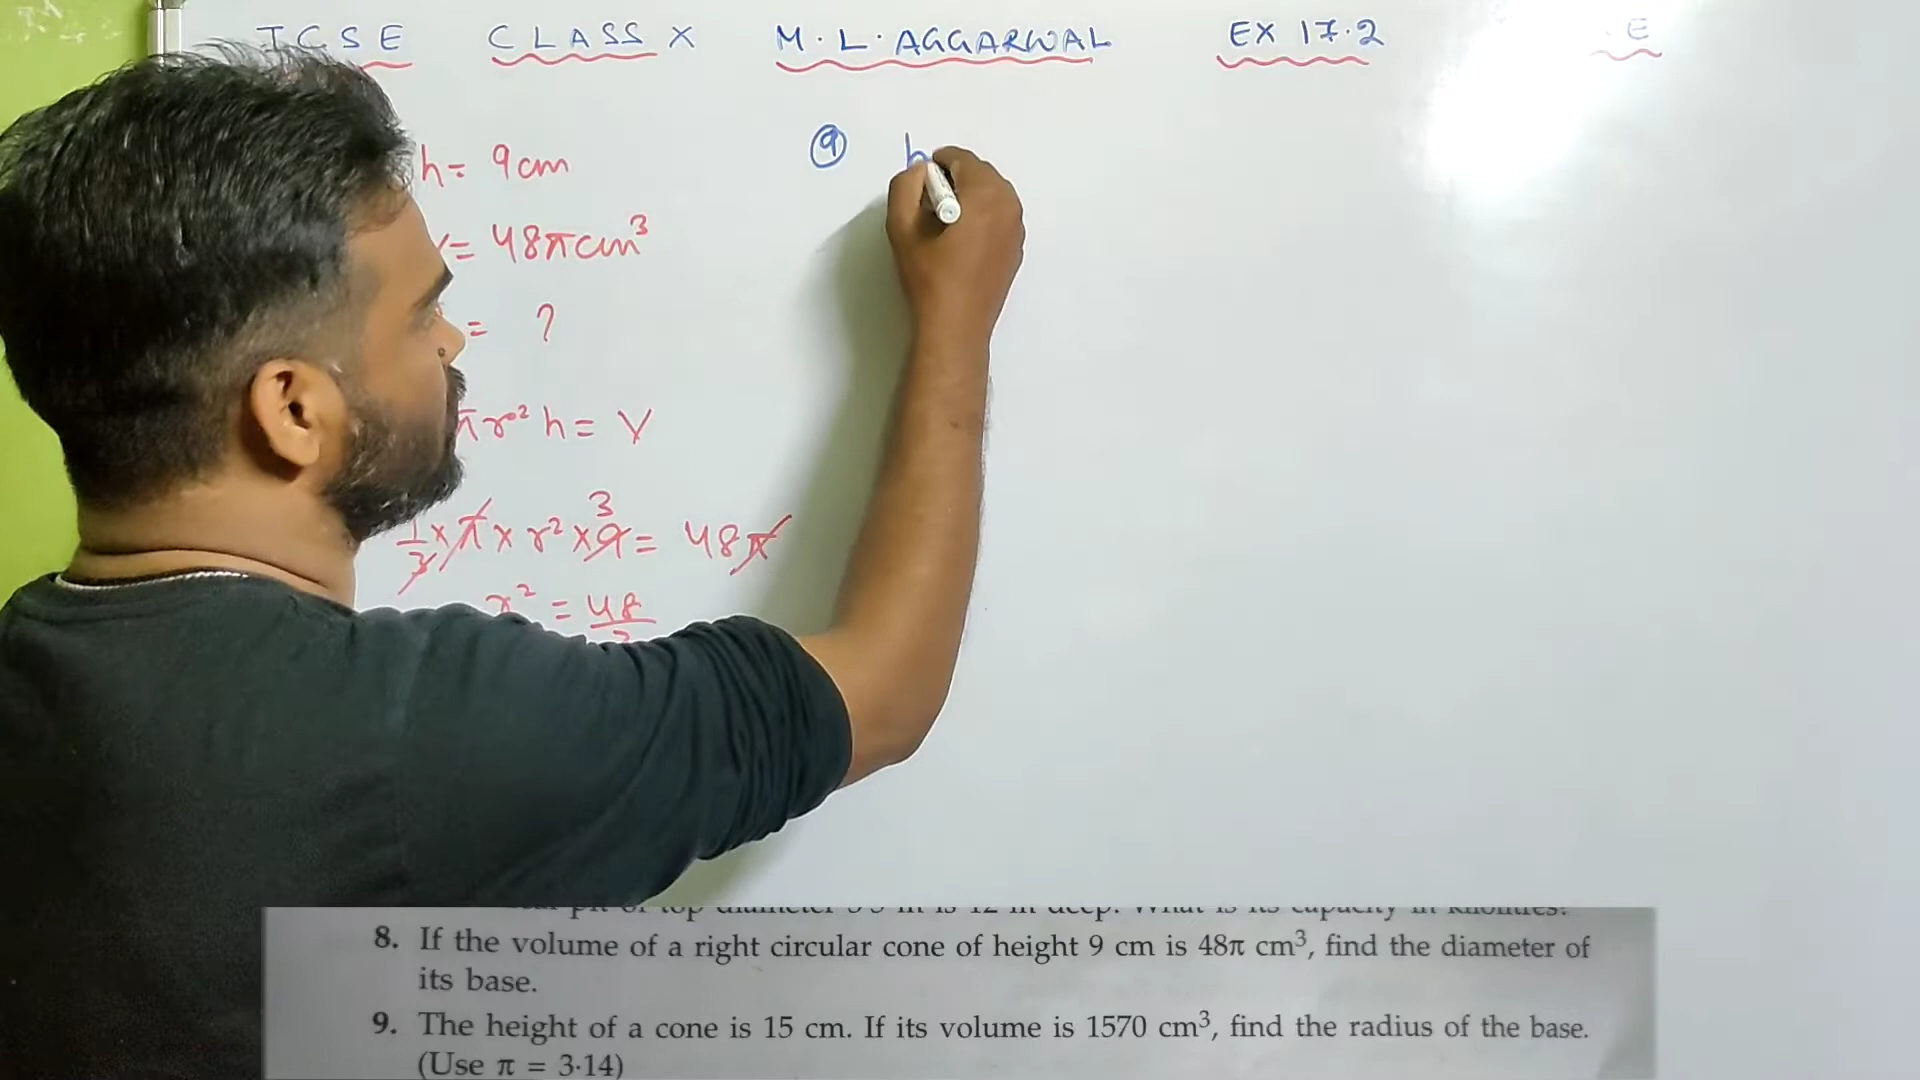 ICSE CLASS X M.L.AGGARWAL EX 17.2 E
h = 9cm
= 48π cm³
= ?
πr² h = V
1/3 × π × r² × 9 = 48π
3
r² = 48
⑨ h
8. If the volume of a right circular cone of height 9 cm is 48π cm³, find the diameter of
its base.
9. The height of a cone is 15 cm. If its volume is 1570 cm³, find the radius of the base.
(Use π = 3·14)